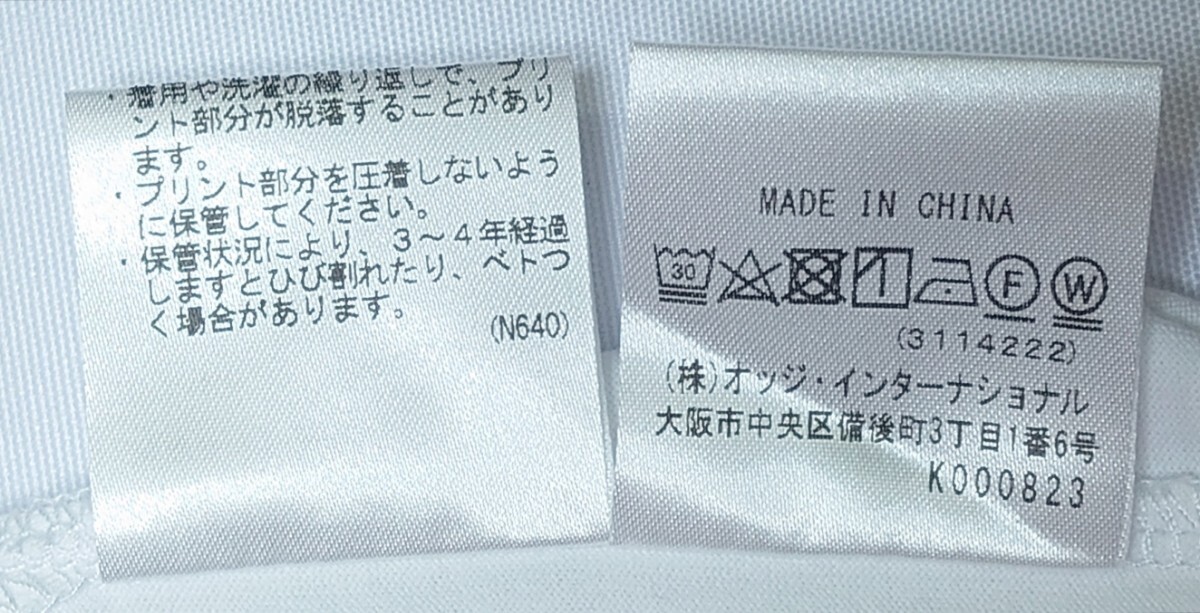 ・着用や洗濯の繰り返しで、プリ
ント部分が脱落することがあり
ます。
・プリント部分を圧着しないよう
に保管してください。
・保管状況により、３～４年経過
しますとひび割れたり、ベトつ
く場合があります。
(N640)
MADE IN CHINA
30 F W
(3114222)
(株)オッジ・インターナショナル
大阪市中央区備後町3丁目1番6号
K000823